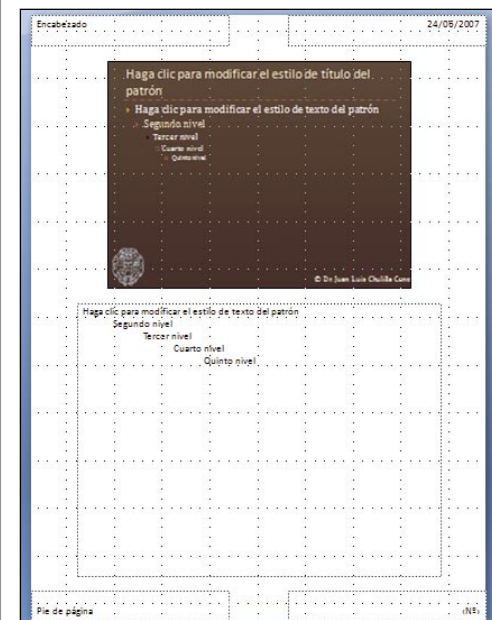 Encabezado
24/05/2007
Haga clic para modificar el estilo de título del
patrón
Haga clic para modificar el estilo de texto del patrón
Segundo nivel
Tercer nivel
Cuarto nivel
Quinto nivel
© Dr Juan Luis Chulilla Cano
Haga clic para modificar el estilo de texto del patrón
Segundo nivel
Tercer nivel
Cuarto nivel
Quinto nivel
Pie de página
‹Nº›